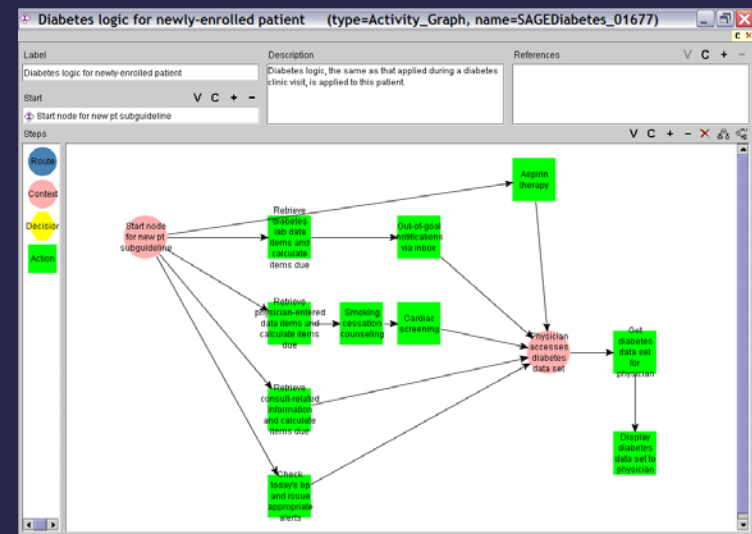 Diabetes logic for newly-enrolled patient (type=Activity_Graph, name=SAGEDiabetes_01677)
C ×
Label
Description
References
V C + -
Diabetes logic for newly-enrolled patient
Diabetes logic, the same as that applied during a diabetes
clinic visit, is applied to this patient.
Start
V C + -
Start node for new pt subguideline
Steps
V C + - ×
Route
Context
Decision
Action
Start node
for new pt
subguideline
Aspirin
therapy
Retrieve
diabetes
lab data
items and
calculate
items due
Out-of-goal
notifications
via inbox
Retrieve
physician-entered
data items and
calculate items
due
Smoking
cessation
counseling
Cardiac
screening
Retrieve
consult-related
information
and calculate
items due
Check
today's bp
and issue
appropriate
alerts
Physician
accesses
diabetes
data set
Get
diabetes
data set
for
physician
Display
diabetes
data set to
physician